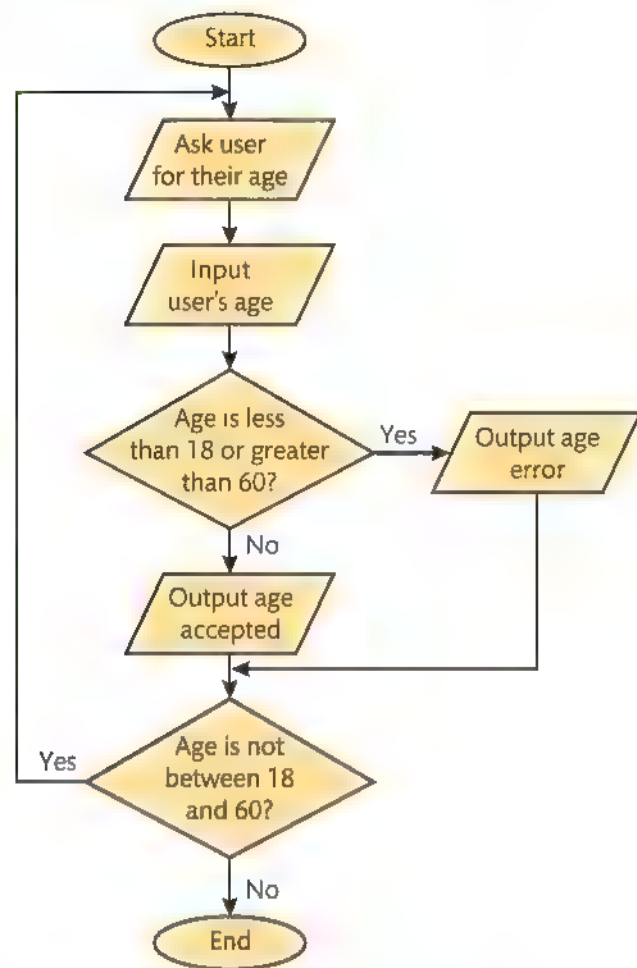 Start
Ask user
for their age
Input
user's age
Age is less
than 18 or greater
than 60?
Yes
Output age
error
No
Output age
accepted
Age is not
between 18
and 60?
Yes
No
End